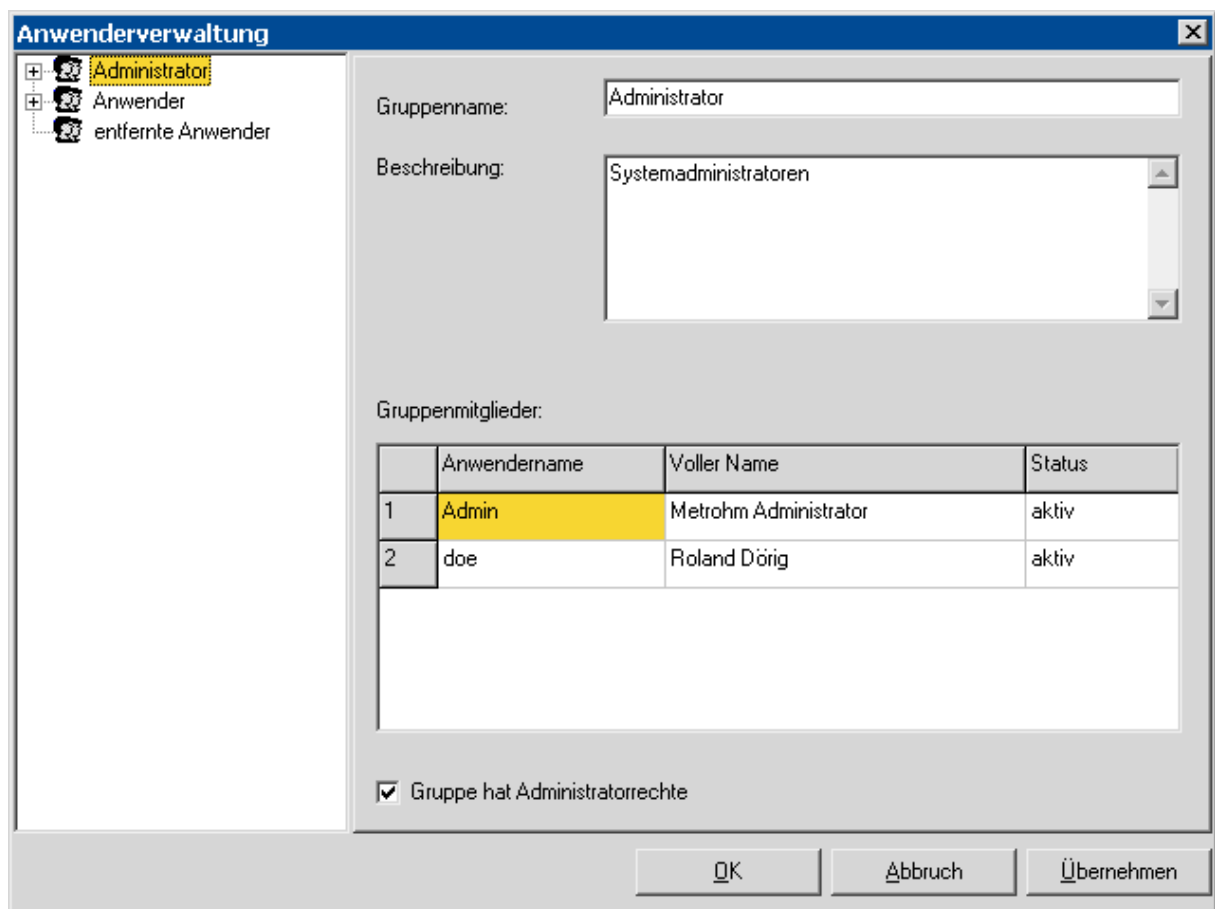 Anwenderverwaltung
Administrator
Anwender
entfernte Anwender
Gruppenname: Administrator
Beschreibung: Systemadministratoren
Gruppenmitglieder:
Anwendername Voller Name Status
1 Admin Metrohm Administrator aktiv
2 doe Roland Dörig aktiv
Gruppe hat Administratorrechte
OK Abbruch Übernehmen